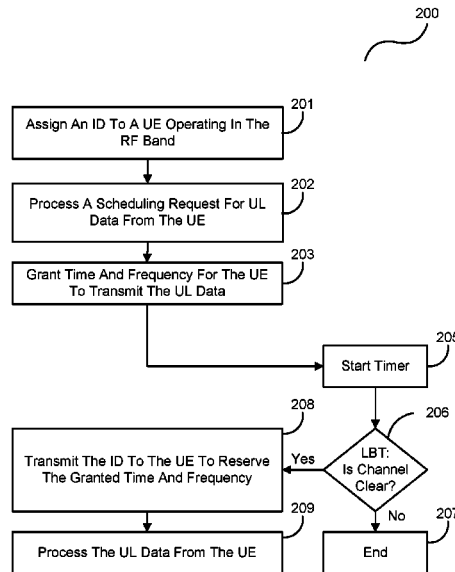 200
201
Assign An ID To A UE Operating In The
RF Band
202
Process A Scheduling Request For UL
Data From The UE
203
Grant Time And Frequency For The UE
To Transmit The UL Data
205
Start Timer
206
LBT:
Is Channel
Clear?
Yes
No
208
Transmit The ID To The UE To Reserve
The Granted Time And Frequency
207
End
209
Process The UL Data From The UE